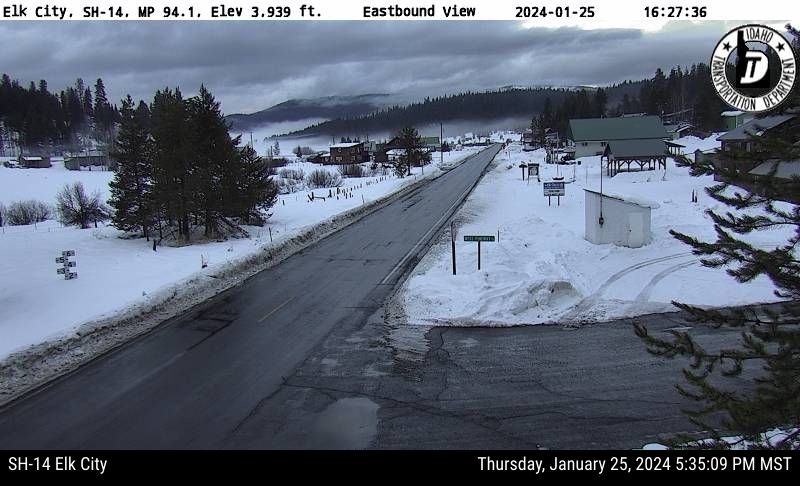 Elk City, SH-14, MP 94.1, Elev 3,939 ft. Eastbound View 2024-01-25 16:27:36
IDAHO
TRANSPORTATION DEPARTMENT
SH-14 Elk City Thursday, January 25, 2024 5:35:09 PM MST